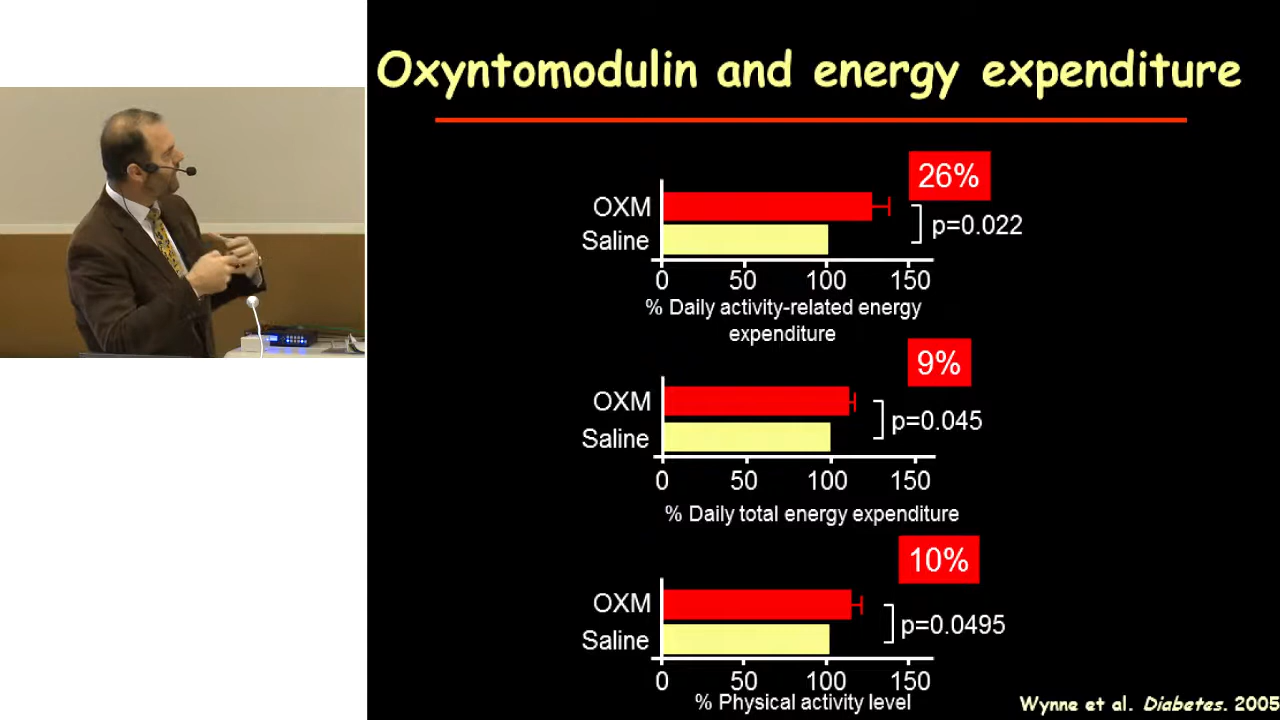 Oxyntomodulin and energy expenditure
26%
OXM
Saline
p=0.022
0 50 100 150
% Daily activity-related energy
expenditure
9%
OXM
Saline
p=0.045
0 50 100 150
% Daily total energy expenditure
10%
OXM
Saline
p=0.0495
0 50 100 150
% Physical activity level
Wynne et al. Diabetes. 2005